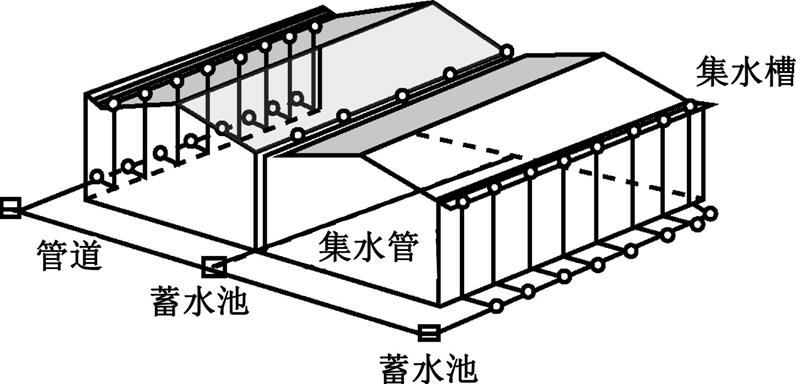 集水槽
管道
集水管
蓄水池
蓄水池